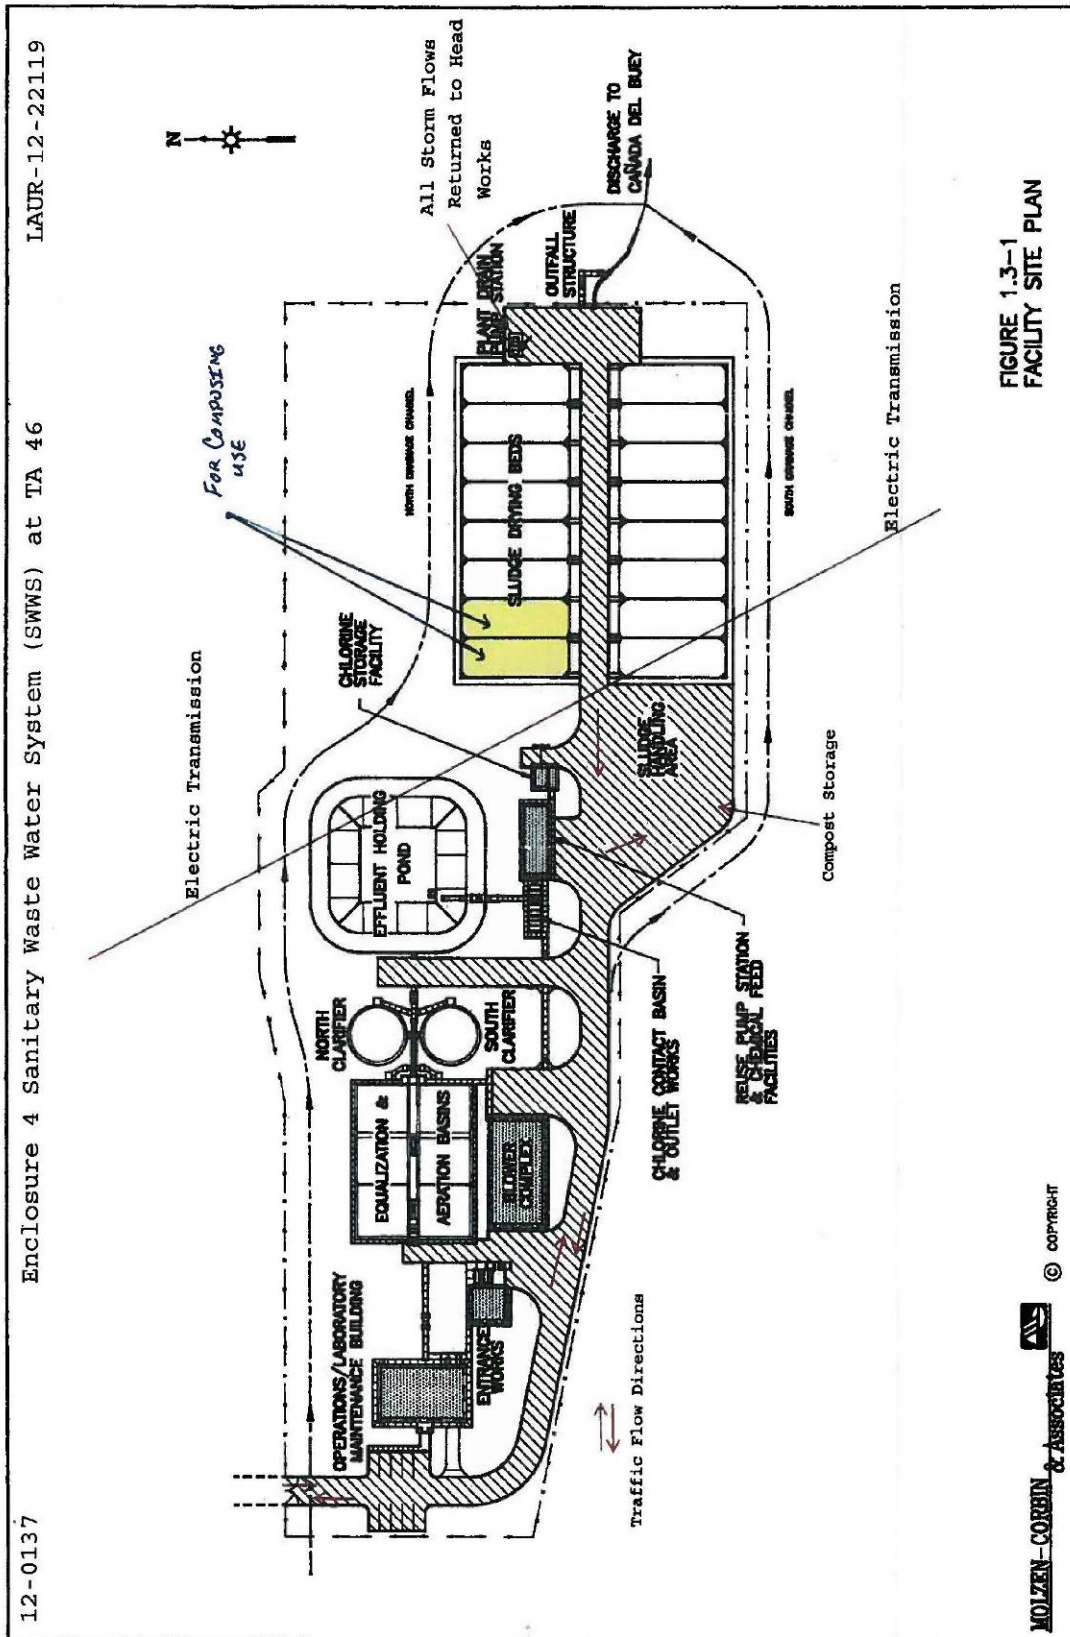 12-0137
Enclosure 4 Sanitary Waste Water System (SWWS) at TA 46
LAUR-12-22119
N
Electric Transmission
FOR COMPOSING
USE
All Storm Flows
Returned to Head
Works
OPERATIONS/LABORATORY
MAINTENANCE BUILDING
NORTH
CLARIFIER
EFFLUENT HOLDING
POND
CHLORINE
STORAGE
FACILITY
NORTH DRAINAGE CHANNEL
PLANT DRAIN
PUMP STATION
EQUALIZATION &
AERATION BASINS
SOUTH
CLARIFIER
SLUDGE DRYING BEDS
OUTFALL
STRUCTURE
DISCHARGE TO
CAÑADA DEL BUEY
ENTRANCE
WORKS
BLOWER
COMPLEX
SLUDGE
HANDLING
AREA
CHLORINE CONTACT BASIN
& OUTLET WORKS
REUSE PUMP STATION
& CHEMICAL FEED
FACILITIES
SOUTH DRAINAGE CHANNEL
Traffic Flow Directions
Compost Storage
Electric Transmission
MOLZEN-CORBIN
& Associates
© COPYRIGHT
FIGURE 1.3-1
FACILITY SITE PLAN